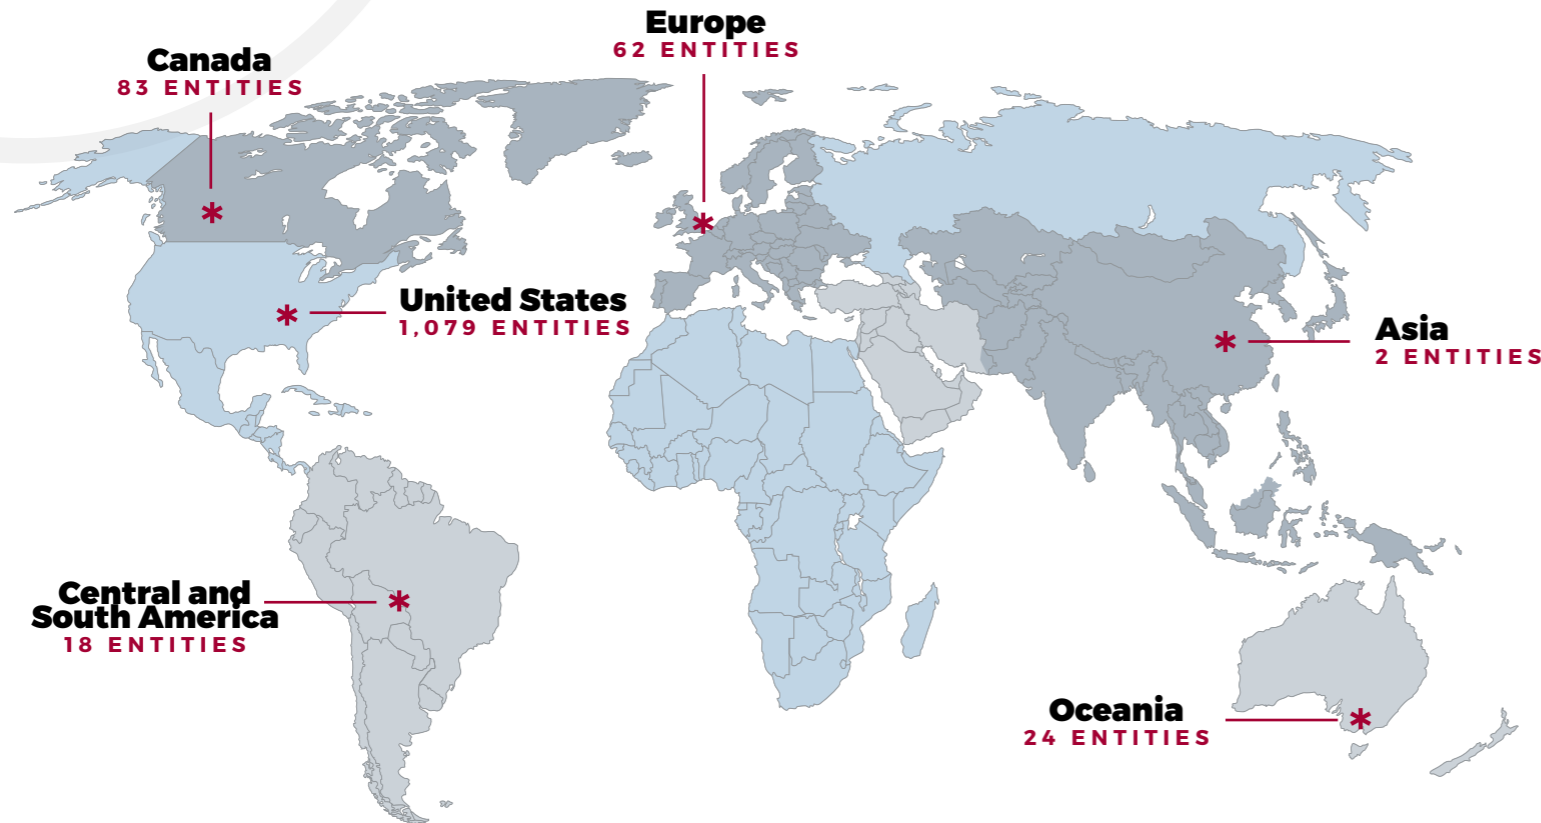 Europe
62 ENTITIES
Canada
83 ENTITIES
United States
1,079 ENTITIES
Asia
2 ENTITIES
Central and
South America
18 ENTITIES
Oceania
24 ENTITIES